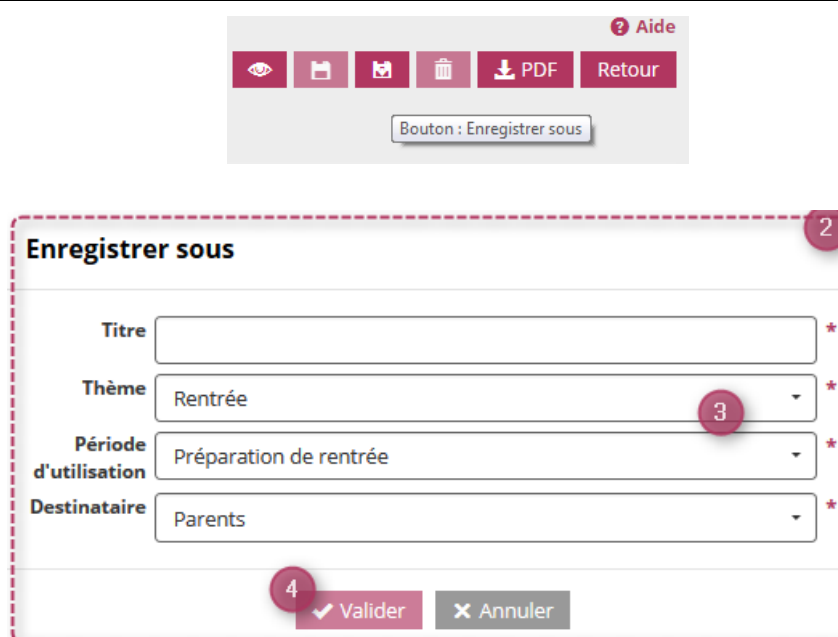 Aide
PDF Retour
Bouton : Enregistrer sous
2
Enregistrer sous
Titre *
Thème Rentrée *
3
Période d'utilisation Préparation de rentrée *
Destinataire Parents *
4
Valider Annuler